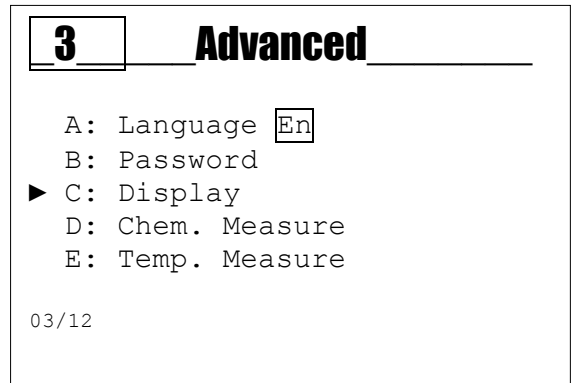 3 Advanced
A: Language En
B: Password
► C: Display
D: Chem. Measure
E: Temp. Measure
03/12